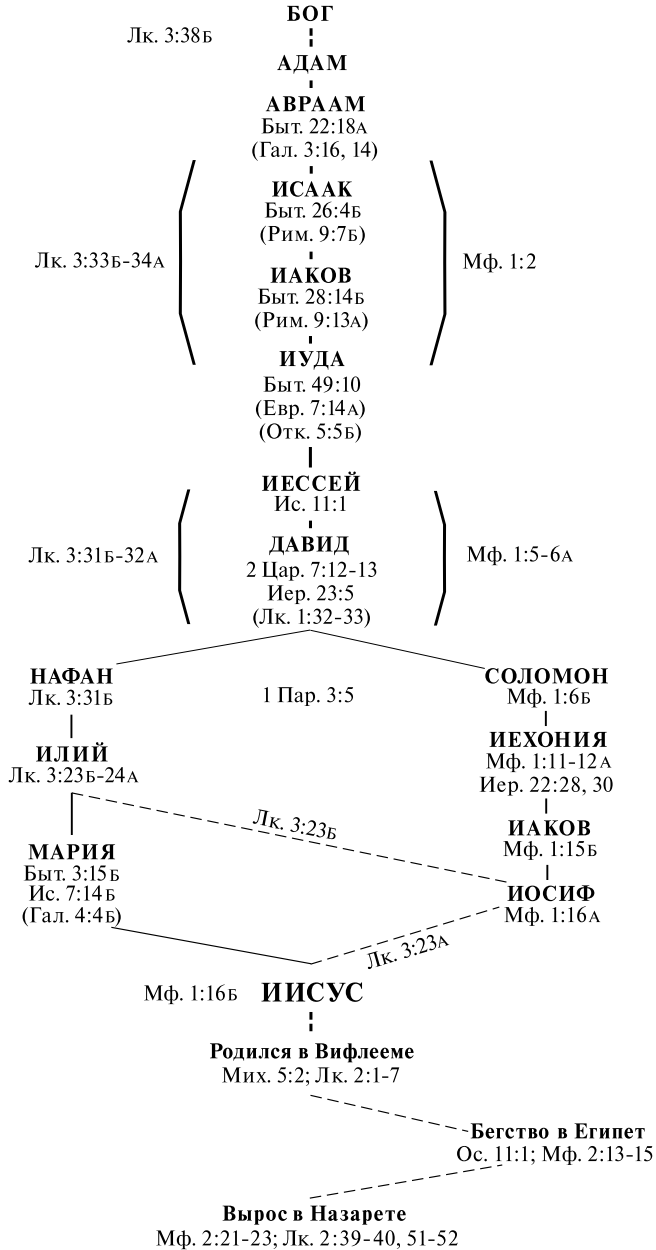 БОГ
Лк. 3:38Б
АДАМ
АВРААМ
Быт. 22:18А
(Гал. 3:16, 14)
ИСААК
Быт. 26:4Б
(Рим. 9:7Б)
Лк. 3:33Б-34А
Мф. 1:2
ИАКОВ
Быт. 28:14Б
(Рим. 9:13А)
ИУДА
Быт. 49:10
(Евр. 7:14А)
(Отк. 5:5Б)
ИЕССЕЙ
Ис. 11:1
ДАВИД
Лк. 3:31Б-32А
Мф. 1:5-6А
2 Цар. 7:12-13
Иер. 23:5
(Лк. 1:32-33)
НАФАН
Лк. 3:31Б
1 Пар. 3:5
СОЛОМОН
Мф. 1:6Б
ИЛИЙ
Лк. 3:23Б-24А
ИЕХОНИЯ
Мф. 1:11-12А
Иер. 22:28, 30
Лк. 3:23Б
ИАКОВ
Мф. 1:15Б
МАРИЯ
Быт. 3:15Б
Ис. 7:14Б
(Гал. 4:4Б)
ИОСИФ
Мф. 1:16А
Лк. 3:23А
Мф. 1:16Б ИИСУС
Родился в Вифлееме
Мих. 5:2; Лк. 2:1-7
Бегство в Египет
Ос. 11:1; Мф. 2:13-15
Вырос в Назарете
Мф. 2:21-23; Лк. 2:39-40, 51-52